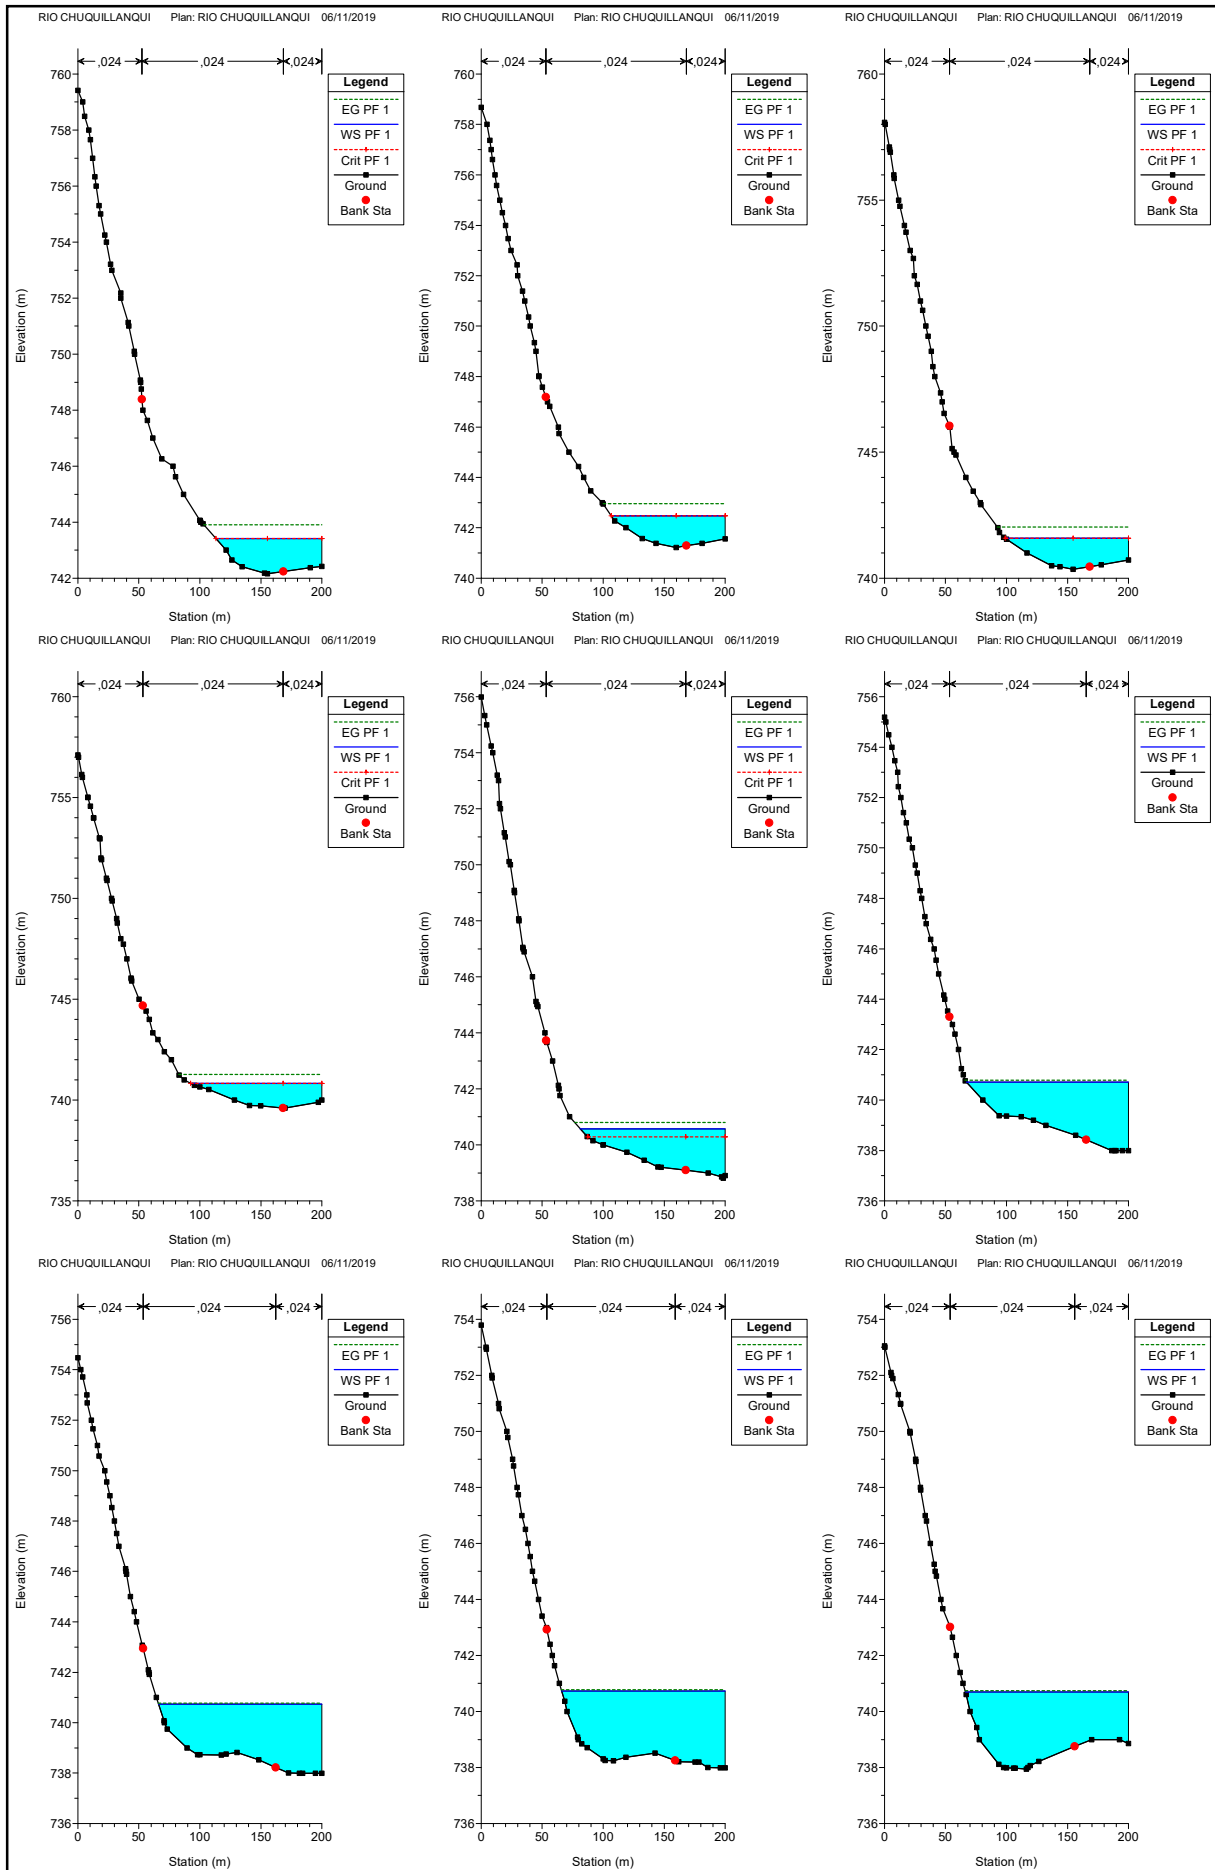 RIO CHUQUILLANQUI Plan: RIO CHUQUILLANQUI 06/11/2019
,024 ,024 ,024
Legend
EG PF 1
WS PF 1
Crit PF 1
Ground
Bank Sta
760
758
756
754
752
750
748
746
744
742
Elevation (m)
0 50 100 150 200
Station (m)
RIO CHUQUILLANQUI Plan: RIO CHUQUILLANQUI 06/11/2019
,024 ,024 ,024
Legend
EG PF 1
WS PF 1
Crit PF 1
Ground
Bank Sta
760
758
756
754
752
750
748
746
744
742
740
Elevation (m)
0 50 100 150 200
Station (m)
RIO CHUQUILLANQUI Plan: RIO CHUQUILLANQUI 06/11/2019
,024 ,024 ,024
Legend
EG PF 1
WS PF 1
Crit PF 1
Ground
Bank Sta
760
755
750
745
740
Elevation (m)
0 50 100 150 200
Station (m)
RIO CHUQUILLANQUI Plan: RIO CHUQUILLANQUI 06/11/2019
,024 ,024 ,024
Legend
EG PF 1
WS PF 1
Crit PF 1
Ground
Bank Sta
760
755
750
745
740
735
Elevation (m)
0 50 100 150 200
Station (m)
RIO CHUQUILLANQUI Plan: RIO CHUQUILLANQUI 06/11/2019
,024 ,024 ,024
Legend
EG PF 1
WS PF 1
Crit PF 1
Ground
Bank Sta
756
754
752
750
748
746
744
742
740
738
Elevation (m)
0 50 100 150 200
Station (m)
RIO CHUQUILLANQUI Plan: RIO CHUQUILLANQUI 06/11/2019
,024 ,024 ,024
Legend
EG PF 1
WS PF 1
Ground
Bank Sta
756
754
752
750
748
746
744
742
740
738
736
Elevation (m)
0 50 100 150 200
Station (m)
RIO CHUQUILLANQUI Plan: RIO CHUQUILLANQUI 06/11/2019
,024 ,024 ,024
Legend
EG PF 1
WS PF 1
Ground
Bank Sta
756
754
752
750
748
746
744
742
740
738
736
Elevation (m)
0 50 100 150 200
Station (m)
RIO CHUQUILLANQUI Plan: RIO CHUQUILLANQUI 06/11/2019
,024 ,024 ,024
Legend
EG PF 1
WS PF 1
Ground
Bank Sta
754
752
750
748
746
744
742
740
738
736
Elevation (m)
0 50 100 150 200
Station (m)
RIO CHUQUILLANQUI Plan: RIO CHUQUILLANQUI 06/11/2019
,024 ,024 ,024
Legend
EG PF 1
WS PF 1
Ground
Bank Sta
754
752
750
748
746
744
742
740
738
736
Elevation (m)
0 50 100 150 200
Station (m)